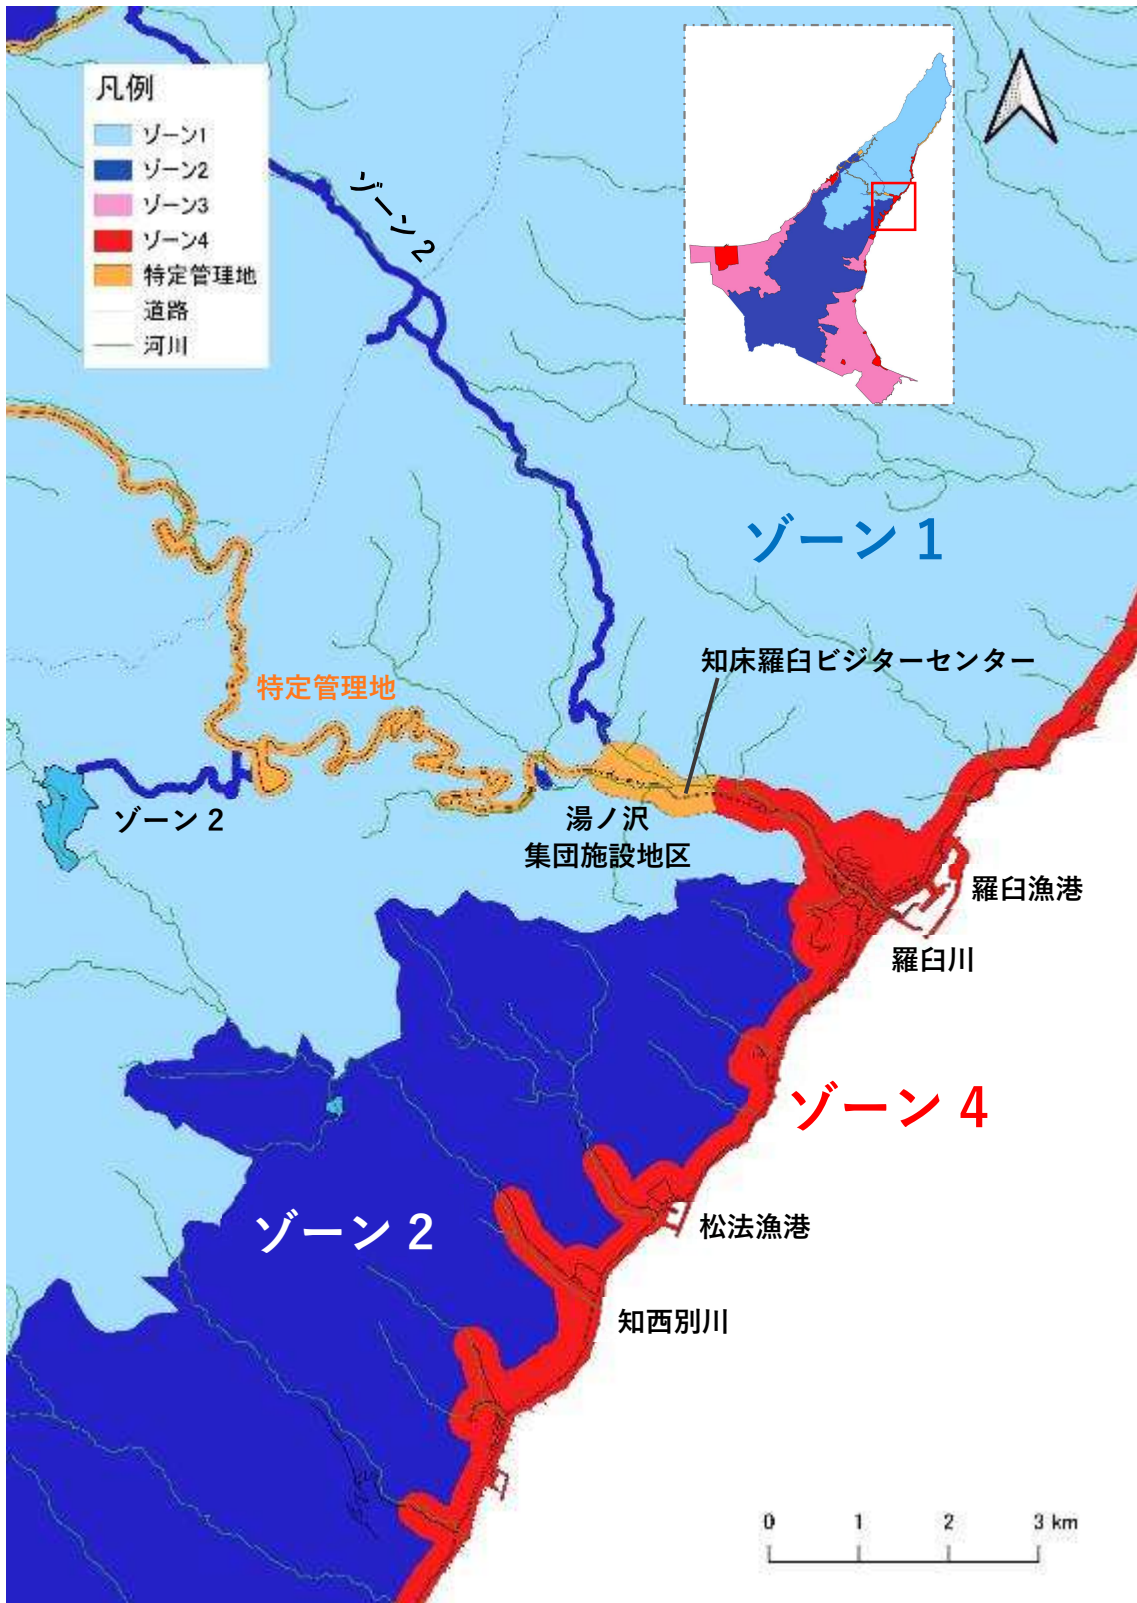 凡例
ゾーン1
ゾーン2
ゾーン3
ゾーン4
特定管理地
道路
河川
ゾーン2
ゾーン1
知床羅臼ビジターセンター
特定管理地
ゾーン2
湯ノ沢
集団施設地区
羅臼漁港
羅臼川
ゾーン4
ゾーン2
松法漁港
知西別川
0 1 2 3 km